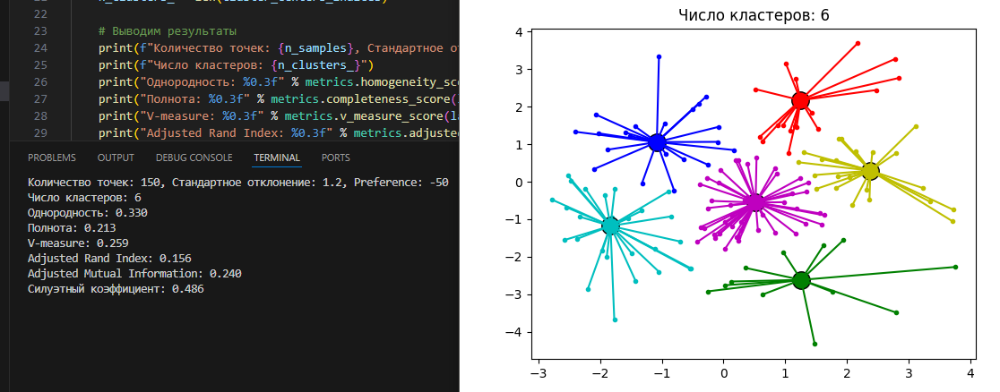 22
23 # Выводим результаты
24 print(f"Количество точек: {n_samples}, Стандартное о
25 print(f"Число кластеров: {n_clusters_}")
26 print("Однородность: %0.3f" % metrics.homogeneity_sc
27 print("Полнота: %0.3f" % metrics.completeness_score(
28 print("V-measure: %0.3f" % metrics.v_measure_score(la
29 print("Adjusted Rand Index: %0.3f" % metrics.adjuste
PROBLEMS OUTPUT DEBUG CONSOLE TERMINAL PORTS
Количество точек: 150, Стандартное отклонение: 1.2, Preference: -50
Число кластеров: 6
Однородность: 0.330
Полнота: 0.213
V-measure: 0.259
Adjusted Rand Index: 0.156
Adjusted Mutual Information: 0.240
Силуэтный коэффициент: 0.486
Число кластеров: 6
4
3
2
1
0
−1
−2
−3
−4
−3 −2 −1 0 1 2 3 4